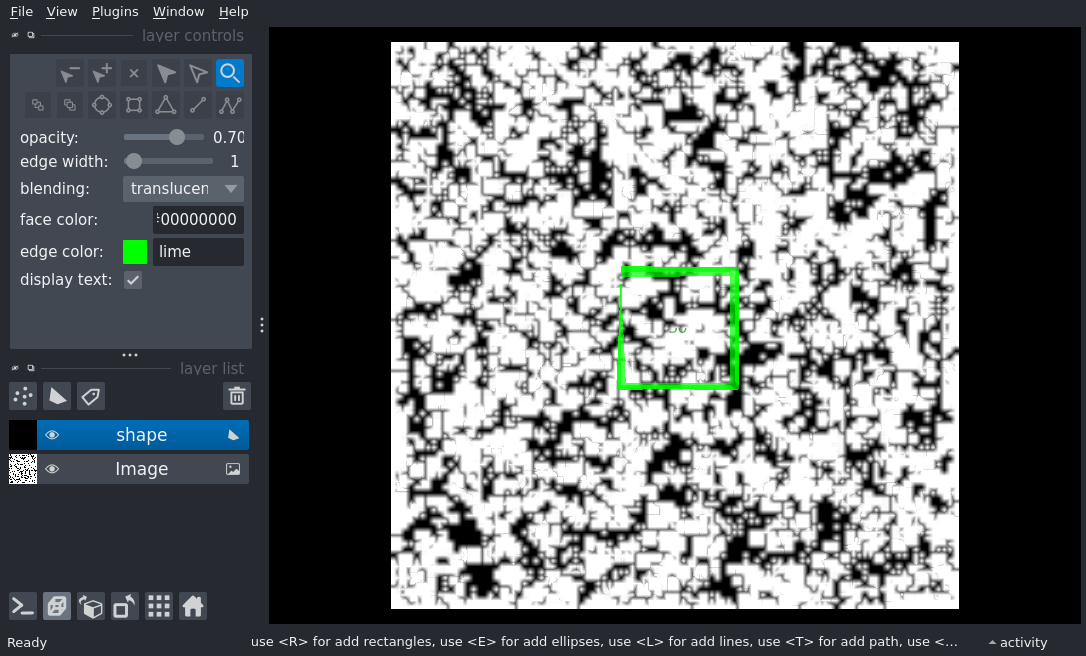 File View Plugins Window Help
layer controls
opacity: 0.70
edge width: 1
blending: translucen
face color: 00000000
edge color: lime
display text:
layer list
shape
Image
Ready
use <R> for add rectangles, use <E> for add ellipses, use <L> for add lines, use <T> for add path, use <...
activity